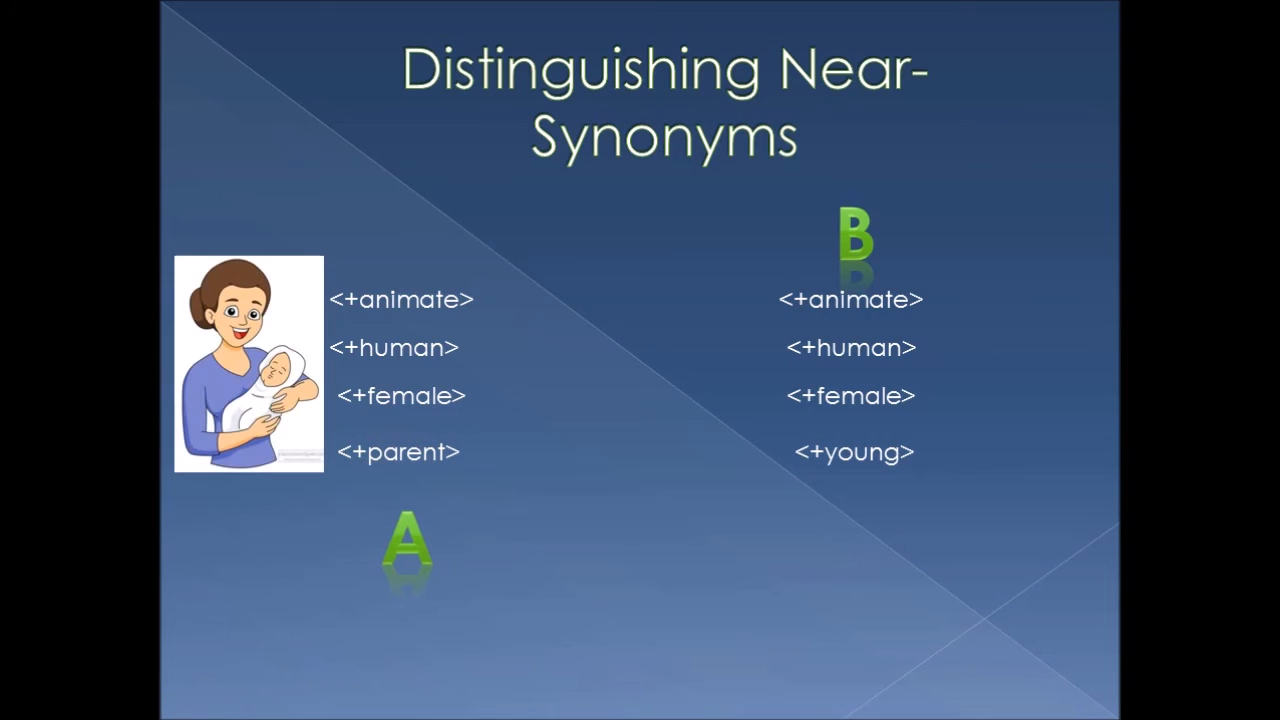 Distinguishing Near-
Synonyms
B
<+animate>
<+human>
<+female>
<+parent>
A
<+animate>
<+human>
<+female>
<+young>